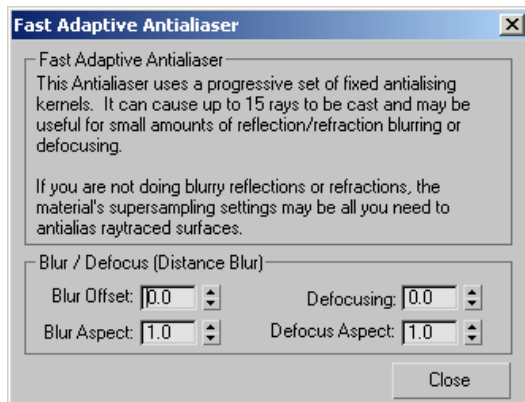 Fast Adaptive Antialiaser
Fast Adaptive Antialiaser
This Antialiaser uses a progressive set of fixed antialising
kernels. It can cause up to 15 rays to be cast and may be
useful for small amounts of reflection/refraction blurring or
defocusing.
If you are not doing blurry reflections or refractions, the
material's supersampling settings may be all you need to
antialias raytraced surfaces.
Blur / Defocus (Distance Blur)
Blur Offset: 0.0 Defocusing: 0.0
Blur Aspect: 1.0 Defocus Aspect: 1.0
Close